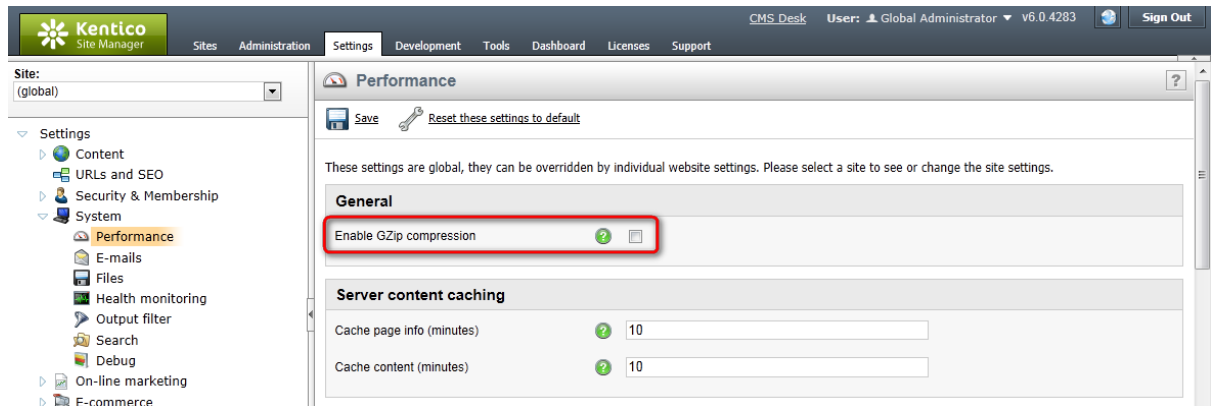 CMS Desk User: Global Administrator v6.0.4283 Sign Out
Kentico
Site Manager
Sites Administration Settings Development Tools Dashboard Licenses Support
Site:
(global)
Settings
Content
URLs and SEO
Security & Membership
System
Performance
E-mails
Files
Health monitoring
Output filter
Search
Debug
On-line marketing
E-commerce
Performance ?
Save Reset these settings to default
These settings are global, they can be overridden by individual website settings. Please select a site to see or change the site settings.
General
Enable GZip compression ?
Server content caching
Cache page info (minutes) ? 10
Cache content (minutes) ? 10